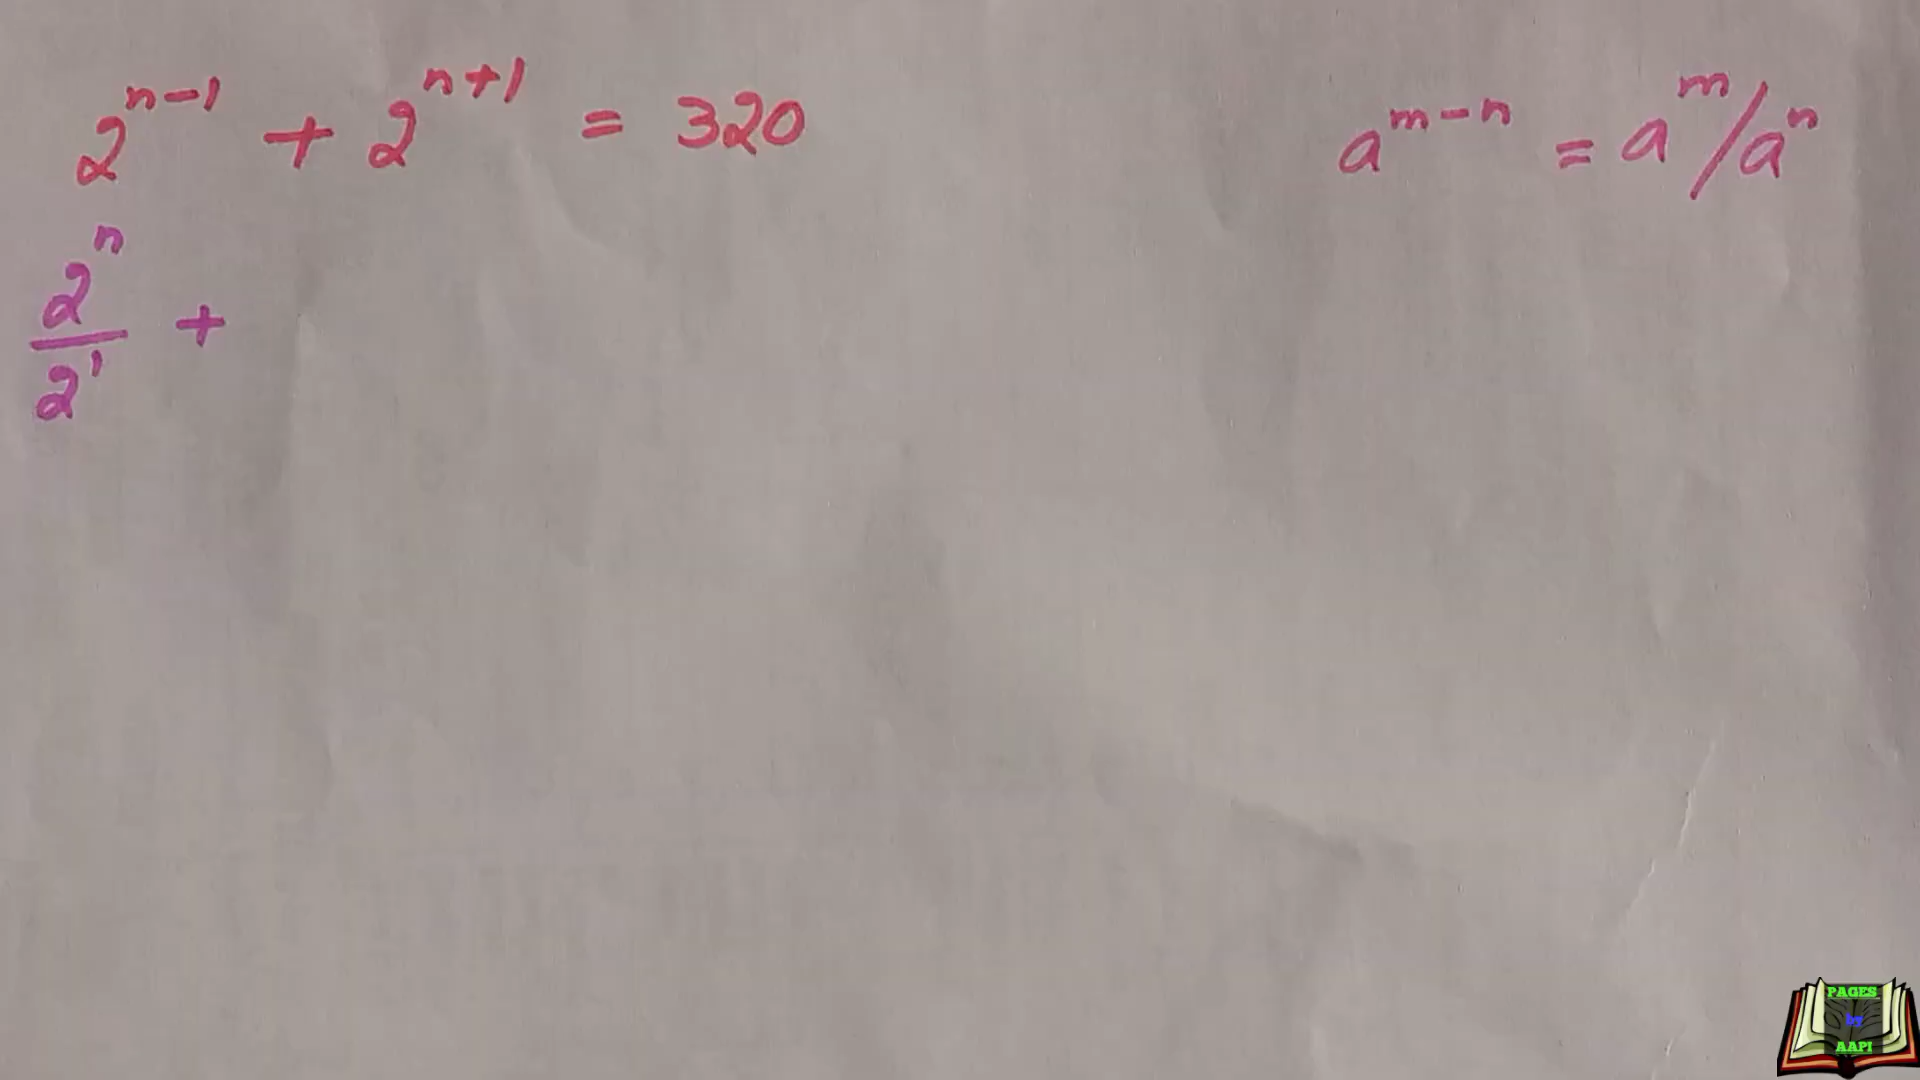 2^{n-1} + 2^{n+1} = 320
a^{m-n} = a^m/a^n
2^n/2^1 +
PAGES
by
AAPI